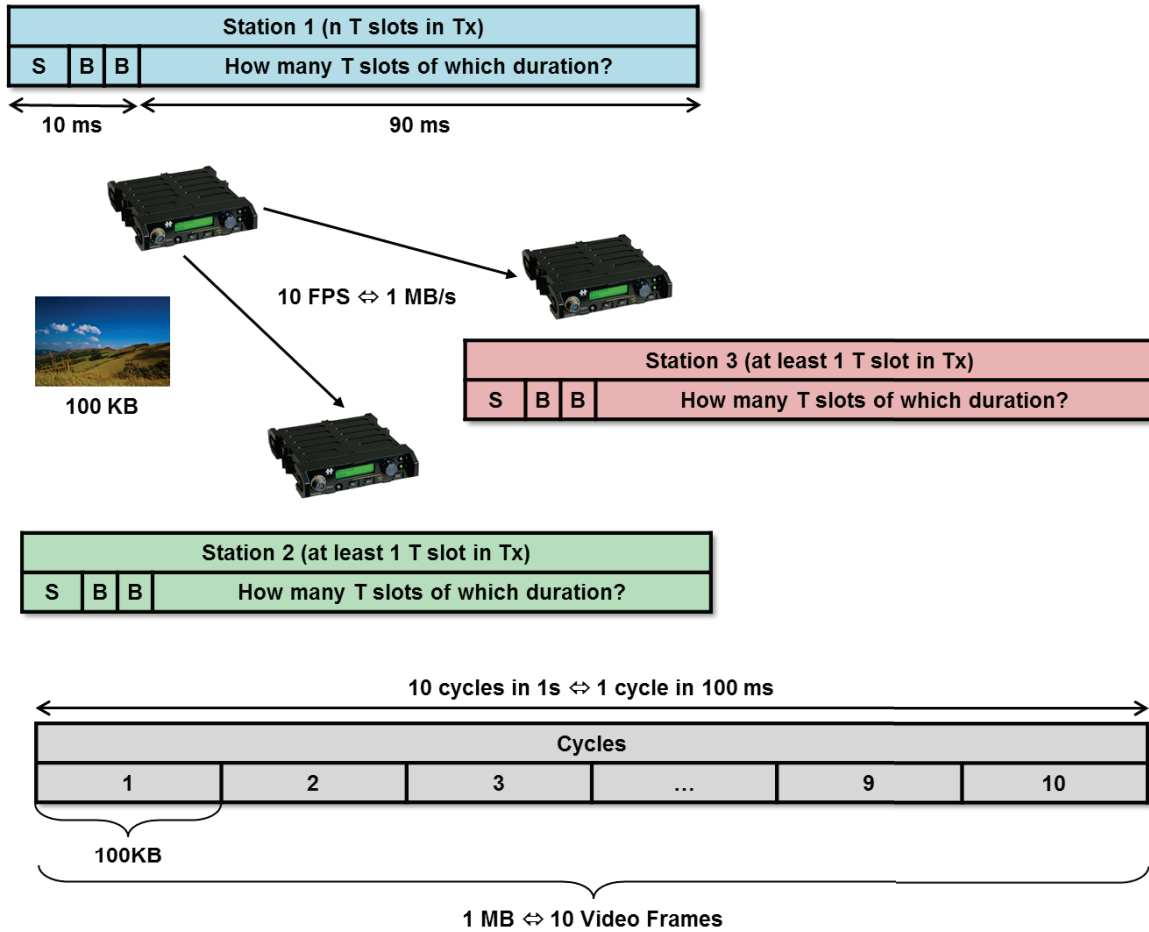 Station 1 (n T slots in Tx)
S B B How many T slots of which duration?
10 ms 90 ms
10 FPS ⇔ 1 MB/s
100 KB
Station 3 (at least 1 T slot in Tx)
S B B How many T slots of which duration?
Station 2 (at least 1 T slot in Tx)
S B B How many T slots of which duration?
10 cycles in 1s ⇔ 1 cycle in 100 ms
Cycles
1 2 3 … 9 10
100KB
1 MB ⇔ 10 Video Frames